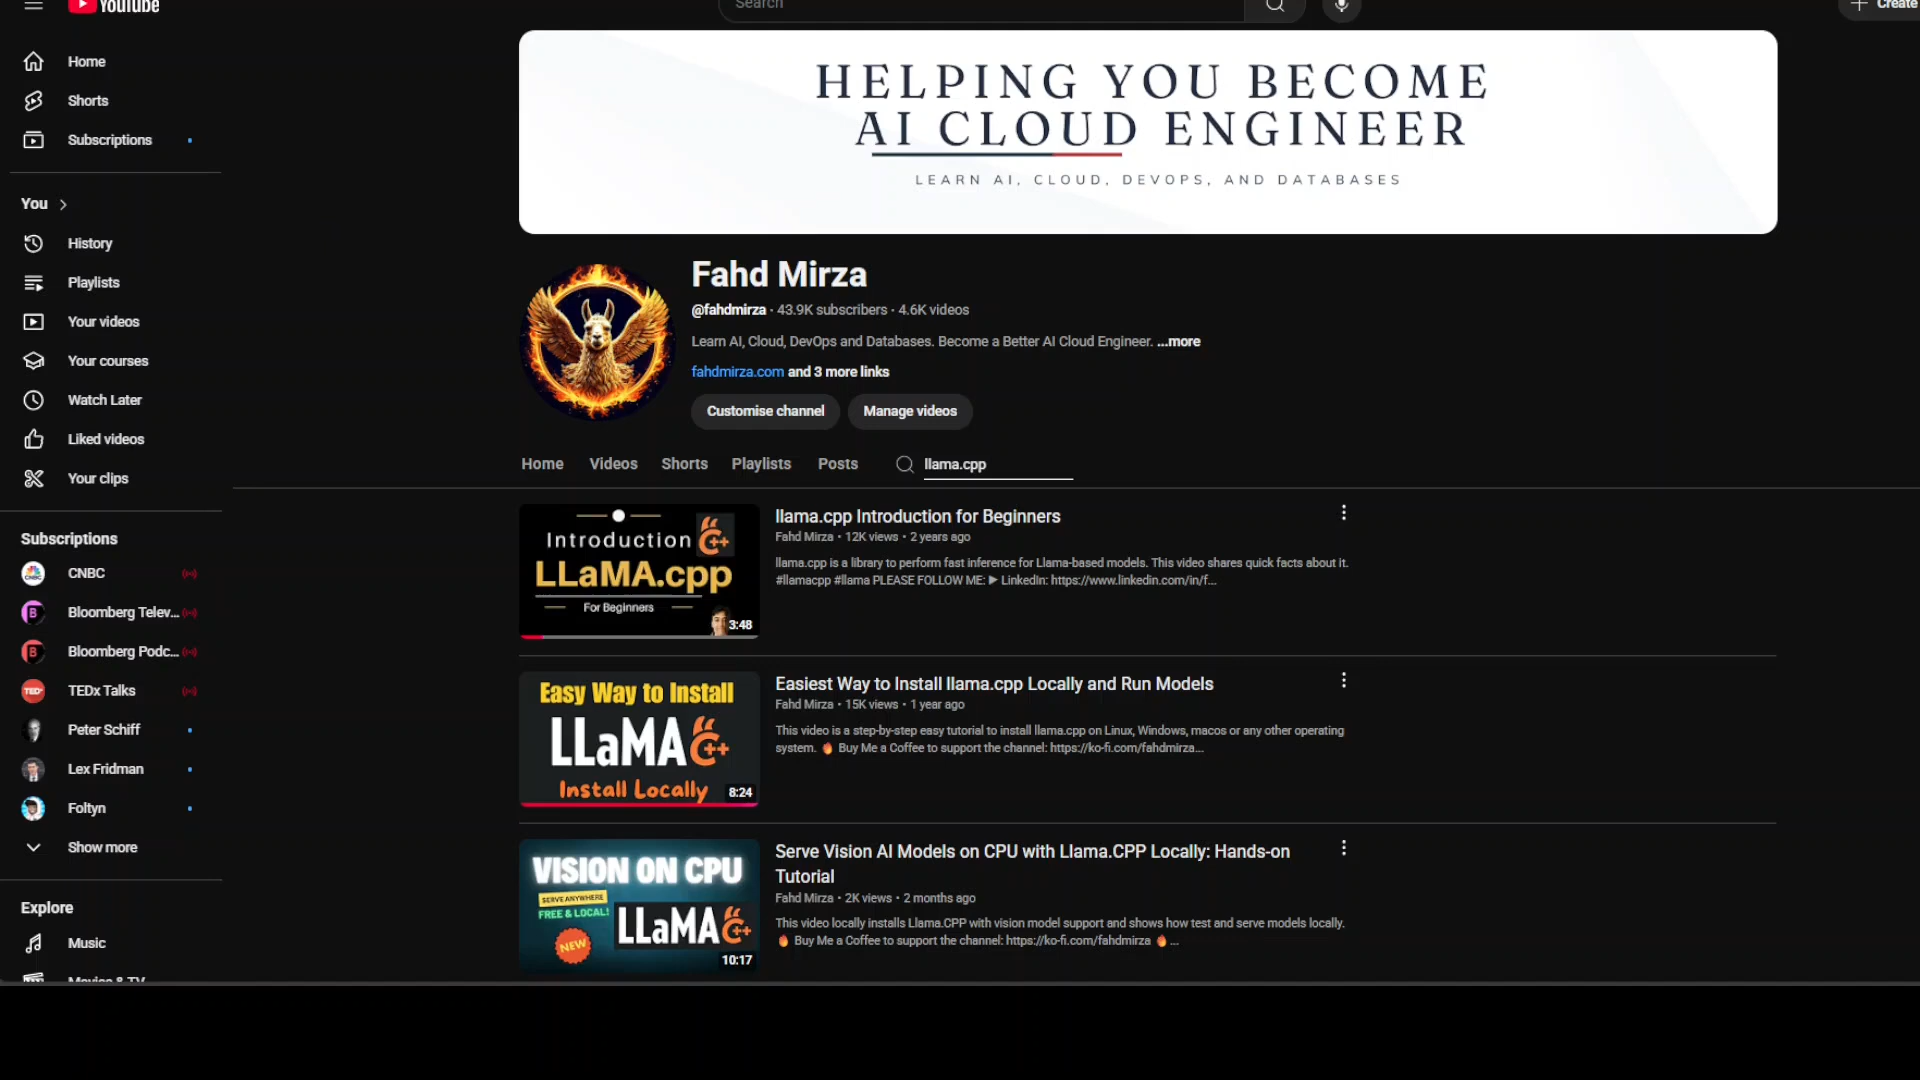 YouTube
Search
Create
Home
Shorts
Subscriptions
You
History
Playlists
Your videos
Your courses
Watch Later
Liked videos
Your clips
Subscriptions
CNBC
Bloomberg Telev...
Bloomberg Podc...
TEDx Talks
Peter Schiff
Lex Fridman
Foltyn
Show more
Explore
Music
Movies & TV
HELPING YOU BECOME
AI CLOUD ENGINEER
LEARN AI, CLOUD, DEVOPS, AND DATABASES
Fahd Mirza
@fahdmirza · 43.9K subscribers · 4.6K videos
Learn AI, Cloud, DevOps and Databases. Become a Better AI Cloud Engineer. ...more
fahdmirza.com and 3 more links
Customise channel Manage videos
Home Videos Shorts Playlists Posts llama.cpp
Introduction C++
LLaMA.cpp
For Beginners
3:48
llama.cpp Introduction for Beginners
Fahd Mirza · 12K views · 2 years ago
llama.cpp is a library to perform fast inference for Llama-based models. This video shares quick facts about it.
#llamacpp #llama PLEASE FOLLOW ME: ▶ LinkedIn: https://www.linkedin.com/in/f...
Easy Way to Install
LLaMA C++
Install Locally
8:24
Easiest Way to Install llama.cpp Locally and Run Models
Fahd Mirza · 15K views · 1 year ago
This video is a step-by-step easy tutorial to install llama.cpp on Linux, Windows, macos or any other operating
system. 🔥 Buy Me a Coffee to support the channel: https://ko-fi.com/fahdmirza...
VISION ON CPU
SERVE ANYWHERE
FREE & LOCAL!
LLaMA C++
NEW
10:17
Serve Vision AI Models on CPU with Llama.CPP Locally: Hands-on
Tutorial
Fahd Mirza · 2K views · 2 months ago
This video locally installs Llama.CPP with vision model support and shows how test and serve models locally.
🔥 Buy Me a Coffee to support the channel: https://ko-fi.com/fahdmirza 🔥 ...